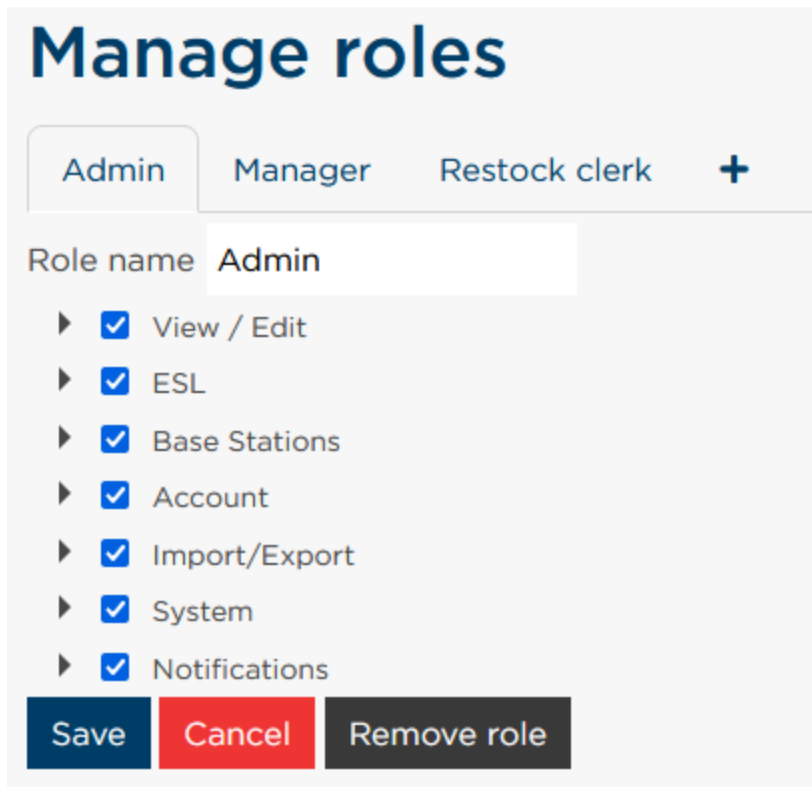 Manage roles
Admin Manager Restock clerk +
Role name Admin
View / Edit
ESL
Base Stations
Account
Import/Export
System
Notifications
Save Cancel Remove role